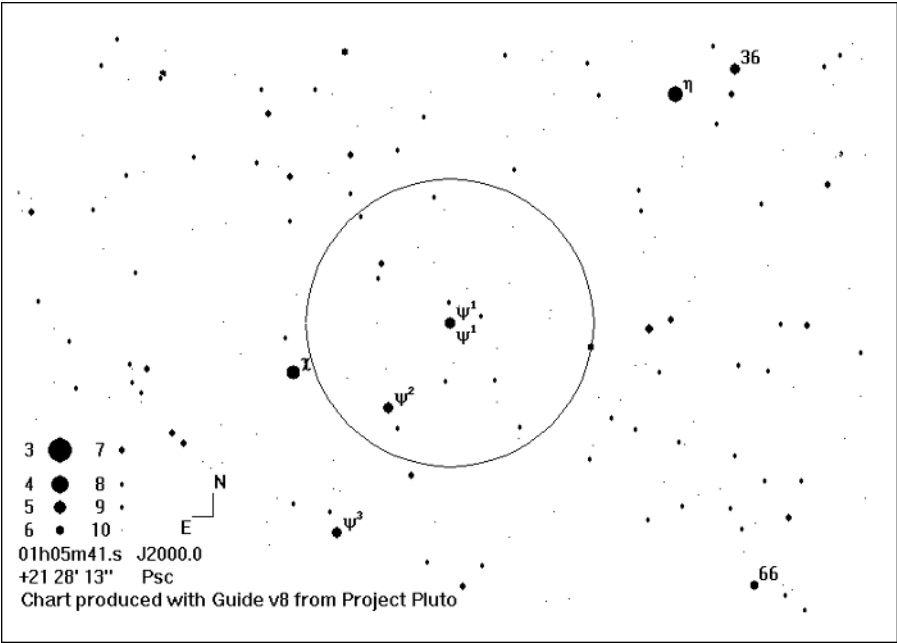 36
η
ψ1
ψ1
χ
ψ2
3 7
4 8
5 9
6 10
N
E
ψ3
01h05m41.s J2000.0
+21 28' 13" Psc
66
Chart produced with Guide v8 from Project Pluto